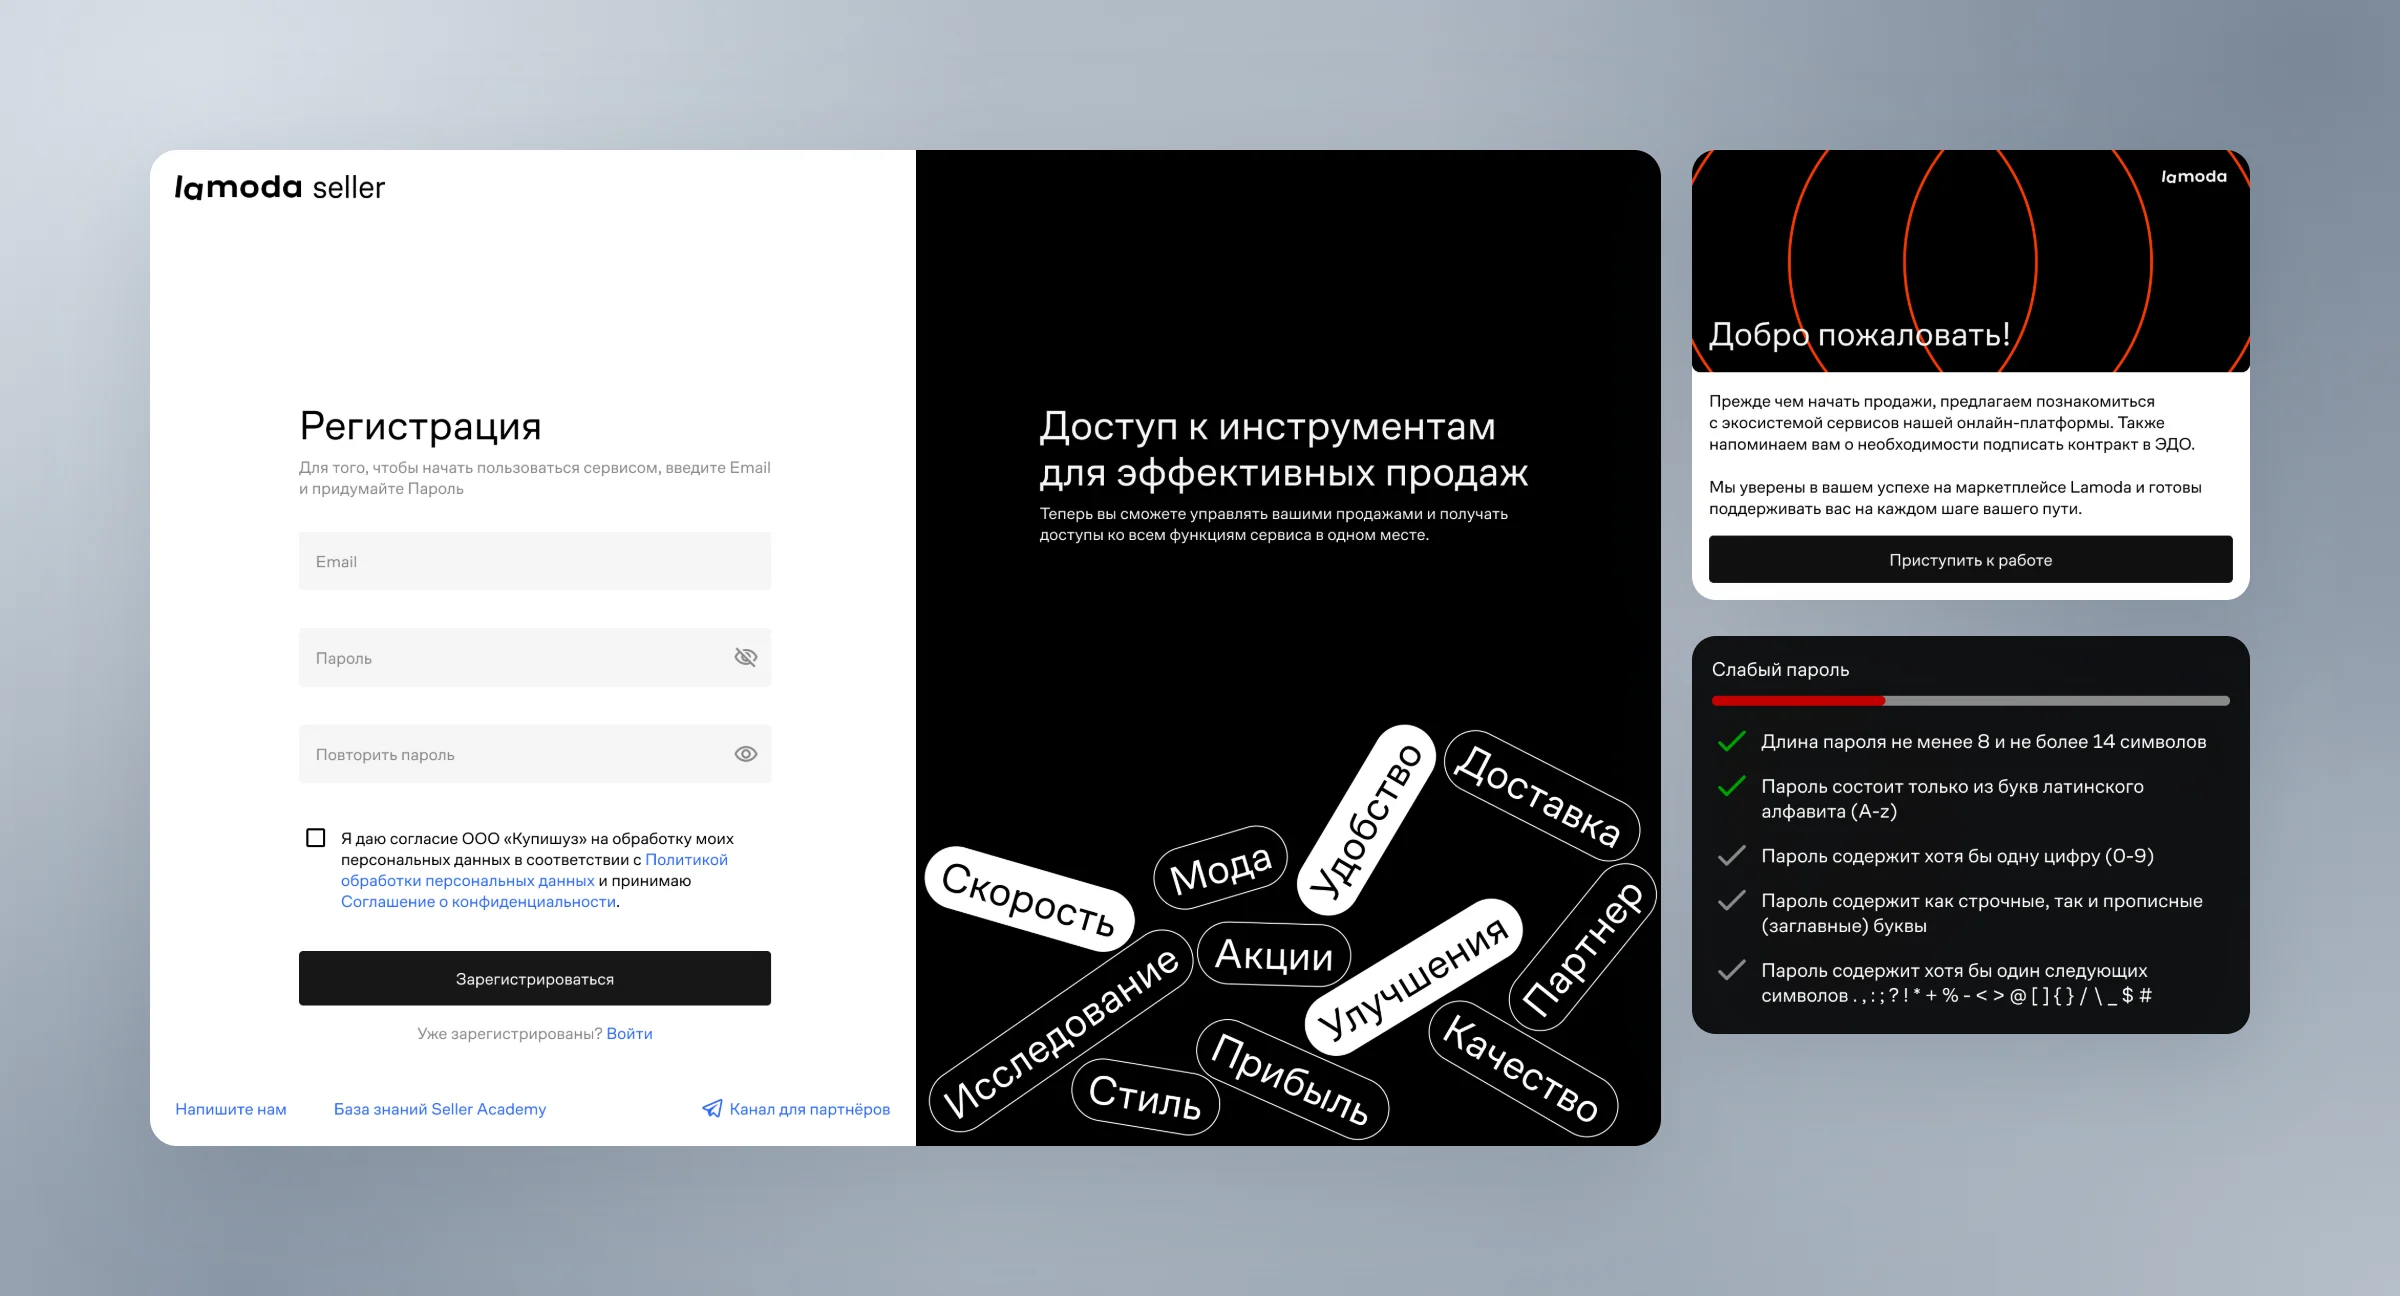 lamoda seller
Регистрация
Для того, чтобы начать пользоваться сервисом, введите Email
и придумайте Пароль
Email
Пароль
Повторить пароль
Я даю согласие ООО «Купишуз» на обработку моих
персональных данных в соответствии с Политикой
обработки персональных данных и принимаю
Соглашение о конфиденциальности.
Зарегистрироваться
Уже зарегистрированы? Войти
Напишите нам
База знаний Seller Academy
Канал для партнёров
Доступ к инструментам
для эффективных продаж
Теперь вы сможете управлять вашими продажами и получать
доступы ко всем функциям сервиса в одном месте.
Скорость
Мода
Удобство
Доставка
Исследование
Акции
Улучшения
Партнер
Стиль
Прибыль
Качество
lamoda
Добро пожаловать!
Прежде чем начать продажи, предлагаем познакомиться
с экосистемой сервисов нашей онлайн-платформы. Также
напоминаем вам о необходимости подписать контракт в ЭДО.
Мы уверены в вашем успехе на маркетплейсе Lamoda и готовы
поддерживать вас на каждом шаге вашего пути.
Приступить к работе
Слабый пароль
Длина пароля не менее 8 и не более 14 символов
Пароль состоит только из букв латинского
алфавита (A-z)
Пароль содержит хотя бы одну цифру (0-9)
Пароль содержит как строчные, так и прописные
(заглавные) буквы
Пароль содержит хотя бы один следующих
символов . , : ; ? ! * + % - < > @ [ ] { } / \ _ $ #